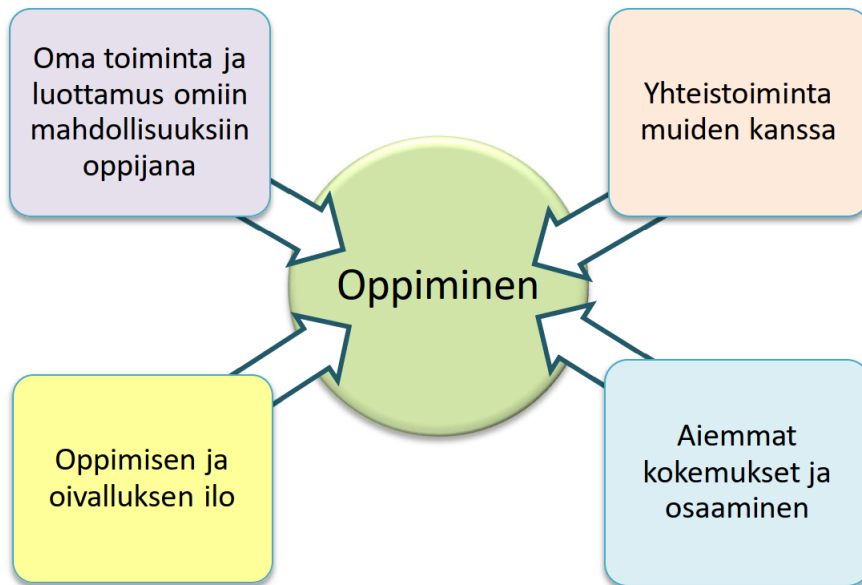 Oma toiminta ja
luottamus omiin
mahdollisuuksiin
oppijana
Yhteistoiminta
muiden kanssa
Oppiminen
Oppimisen ja
oivalluksen ilo
Aiemmat
kokemukset ja
osaaminen